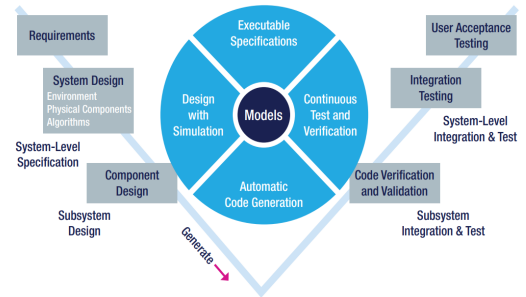 Requirements
System Design
Environment
Physical Components
Algorithms
System-Level
Specification
Component
Design
Subsystem
Design
Generate
Executable
Specifications
Design
with
Simulation
Models
Continuous
Test and
Verification
Automatic
Code Generation
User Acceptance
Testing
Integration
Testing
System-Level
Integration & Test
Code Verification
and Validation
Subsystem
Integration & Test